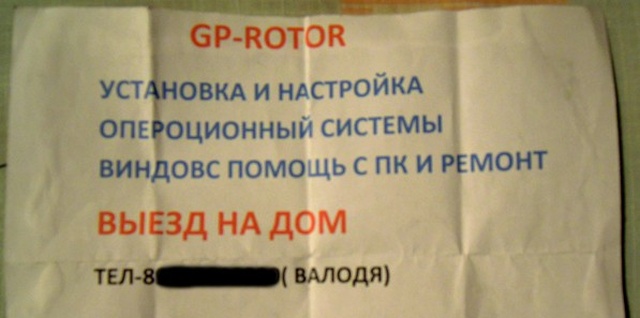 GP-ROTOR
УСТАНОВКА И НАСТРОЙКА
ОПЕРОЦИОННЫЙ СИСТЕМЫ
ВИНДОВС ПОМОЩЬ С ПК И РЕМОНТ
ВЫЕЗД НА ДОМ
ТЕЛ-8 ( ВАЛОДЯ)